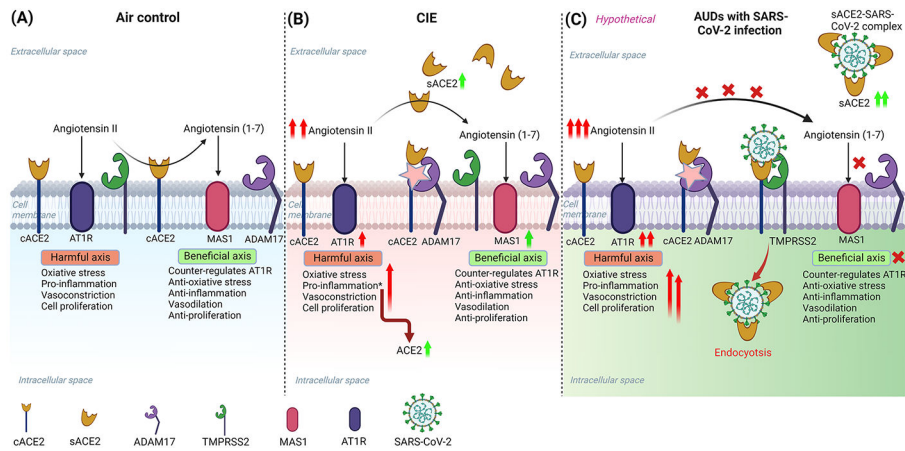 (A)
Air control
Extracellular space
Angiotensin II
Angiotensin (1-7)
Cell
membrane
cACE2
AT1R
cACE2
MAS1
ADAM17
Harmful axis
Oxiative stress
Pro-inflammation
Vasoconstriction
Cell proliferation
Beneficial axis
Counter-regulates AT1R
Anti-oxiative stress
Anti-inflammation
Vasodilation
Anti-proliferation
Intracellular space
(B)
CIE
Extracellular space
sACE2
Angiotensin II
Angiotensin (1-7)
Cell
membrane
cACE2
AT1R
cACE2
ADAM17
MAS1
Harmful axis
Oxiative stress
Pro-inflammation*
Vasoconstriction
Cell proliferation
ACE2
Beneficial axis
Counter-regulates AT1R
Anti-oxiative stress
Anti-inflammation
Vasodilation
Anti-proliferation
Intracellular space
(C)
Hypothetical
AUDs with SARS-
CoV-2 infection
sACE2-SARS-
CoV-2 complex
Extracellular space
sACE2
Angiotensin II
Angiotensin (1-7)
Cell
membrane
cACE2
AT1R
cACE2
ADAM17
TMPRSS2
MAS1
Harmful axis
Oxiative stress
Pro-inflammation
Vasoconstriction
Cell proliferation
Endocyotsis
Beneficial axis
Counter-regulates AT1R
Anti-oxiative stress
Anti-inflammation
Vasodilation
Anti-proliferation
Intracellular space
cACE2
sACE2
ADAM17
TMPRSS2
MAS1
AT1R
SARS-CoV-2